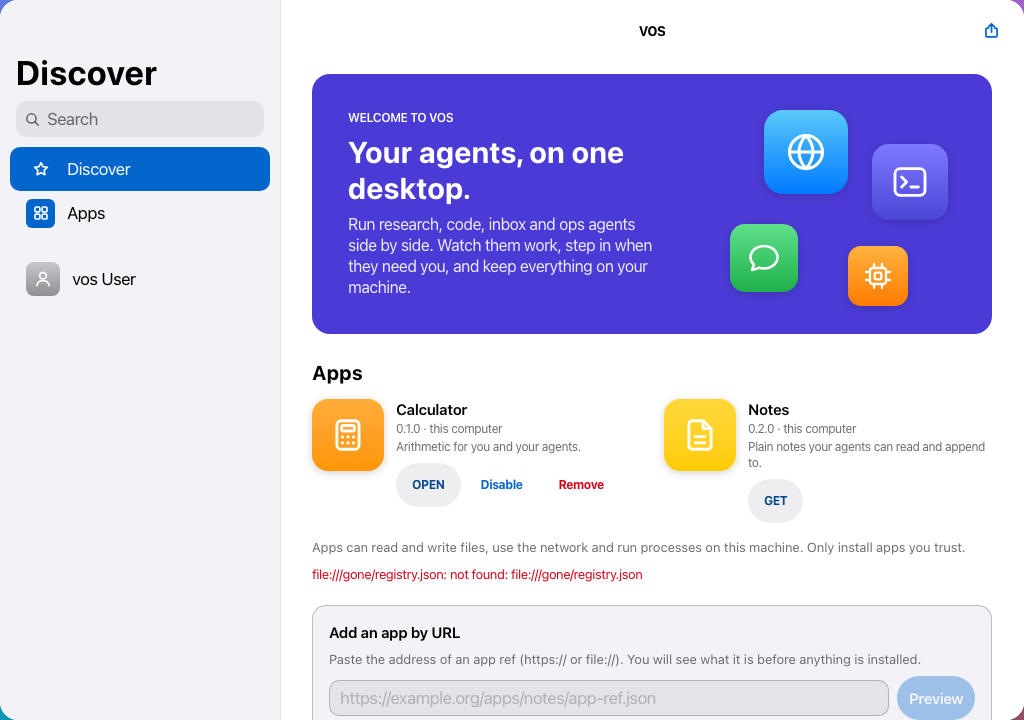 Discover
Search
Discover
Apps
vos User
VOS
WELCOME TO VOS
Your agents, on one
desktop.
Run research, code, inbox and ops agents
side by side. Watch them work, step in when
they need you, and keep everything on your
machine.
Apps
Calculator
0.1.0 · this computer
Arithmetic for you and your agents.
OPEN
Disable
Remove
Notes
0.2.0 · this computer
Plain notes your agents can read and append
to.
GET
Apps can read and write files, use the network and run processes on this machine. Only install apps you trust.
file:///gone/registry.json: not found: file:///gone/registry.json
Add an app by URL
Paste the address of an app ref (https:// or file://). You will see what it is before anything is installed.
https://example.org/apps/notes/app-ref.json
Preview